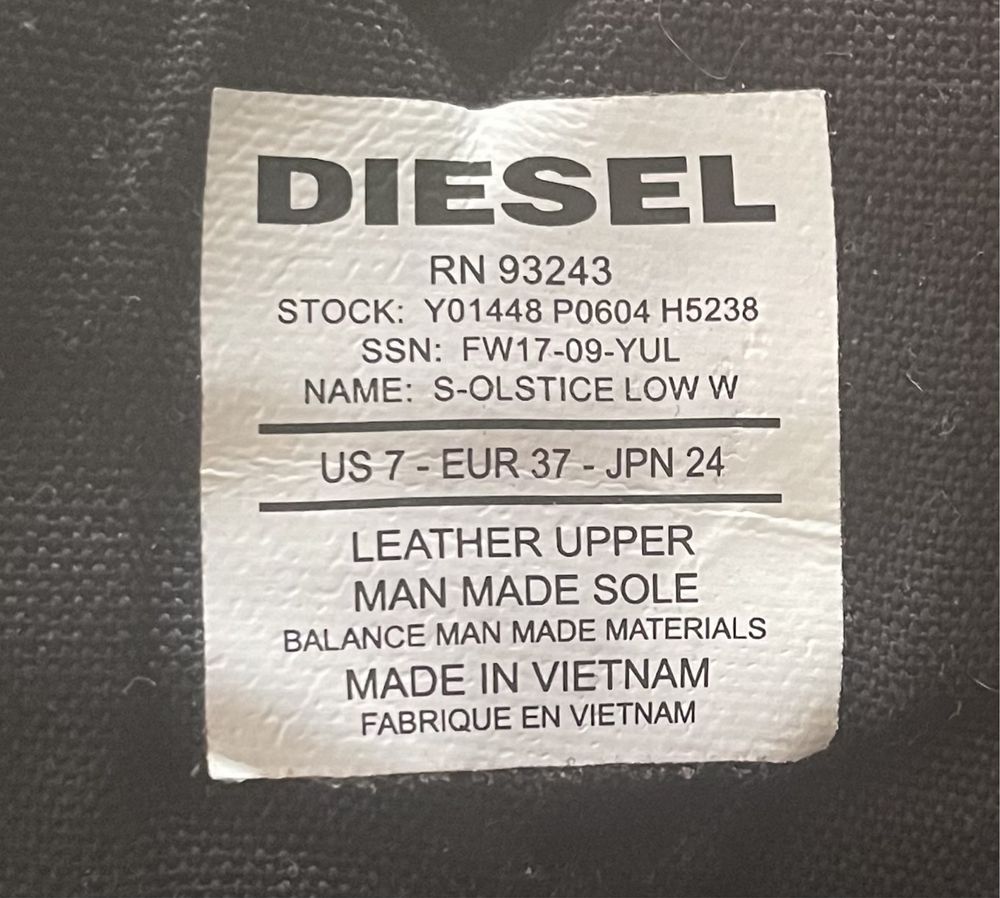 DIESEL
RN 93243
STOCK: Y01448 P0604 H5238
SSN: FW17-09-YUL
NAME: S-OLSTICE LOW W
US 7 - EUR 37 - JPN 24
LEATHER UPPER
MAN MADE SOLE
BALANCE MAN MADE MATERIALS
MADE IN VIETNAM
FABRIQUE EN VIETNAM